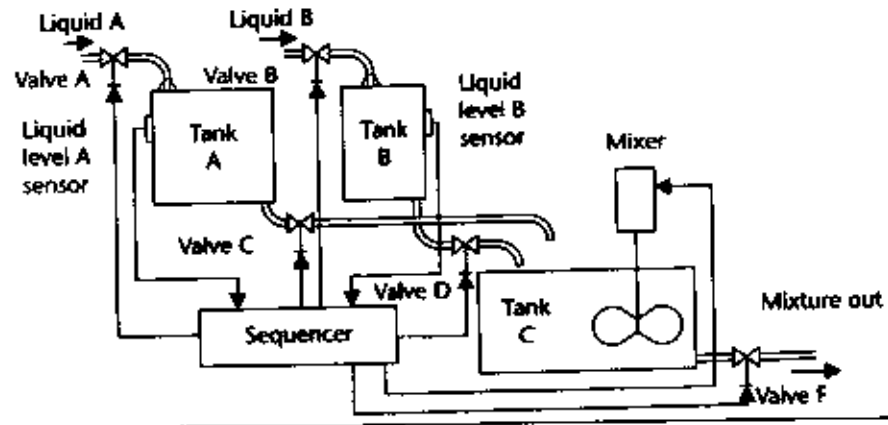 Liquid A
Liquid B
Valve A
Valve B
Liquid
level A
sensor
Tank
A
Tank
B
Liquid
level B
sensor
Mixer
Valve C
Valve D
Sequencer
Tank
C
Mixture out
Valve F